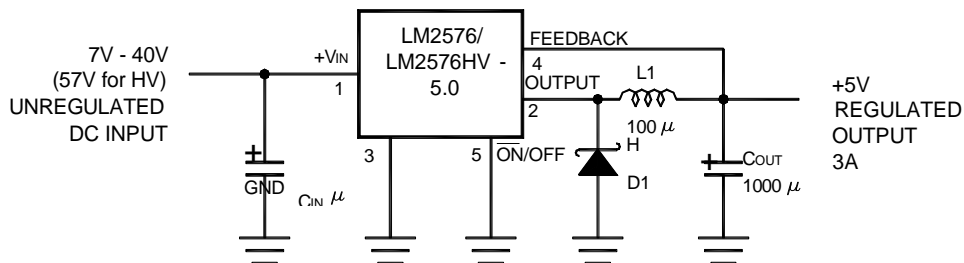 7V - 40V
(57V for HV)
UNREGULATED
DC INPUT
+VIN
1
LM2576/
LM2576HV -
5.0
FEEDBACK
4
OUTPUT
2
L1
100 μ
H
+5V
REGULATED
OUTPUT
3A
3
5
ON/OFF
D1
+
GND
CIN μ
+
COUT
1000 μ